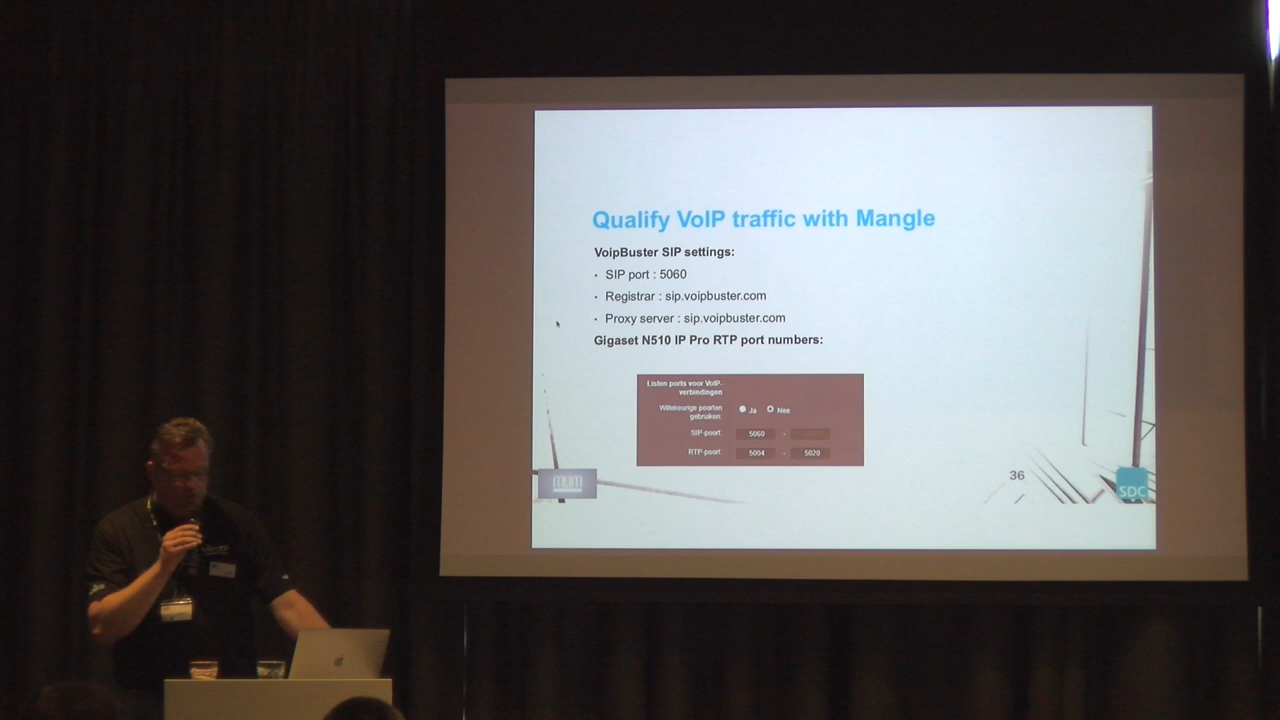 Qualify VoIP traffic with Mangle
VoipBuster SIP settings:
· SIP port : 5060
· Registrar : sip.voipbuster.com
· Proxy server : sip.voipbuster.com
Gigaset N510 IP Pro RTP port numbers:
Listen ports voor VoIP-
verbindingen
Willekeurige poorten
gebruiken: Ja Nee
SIP-poort: 5060 -
RTP-poort: 5004 - 5020
MUM
36
SDC